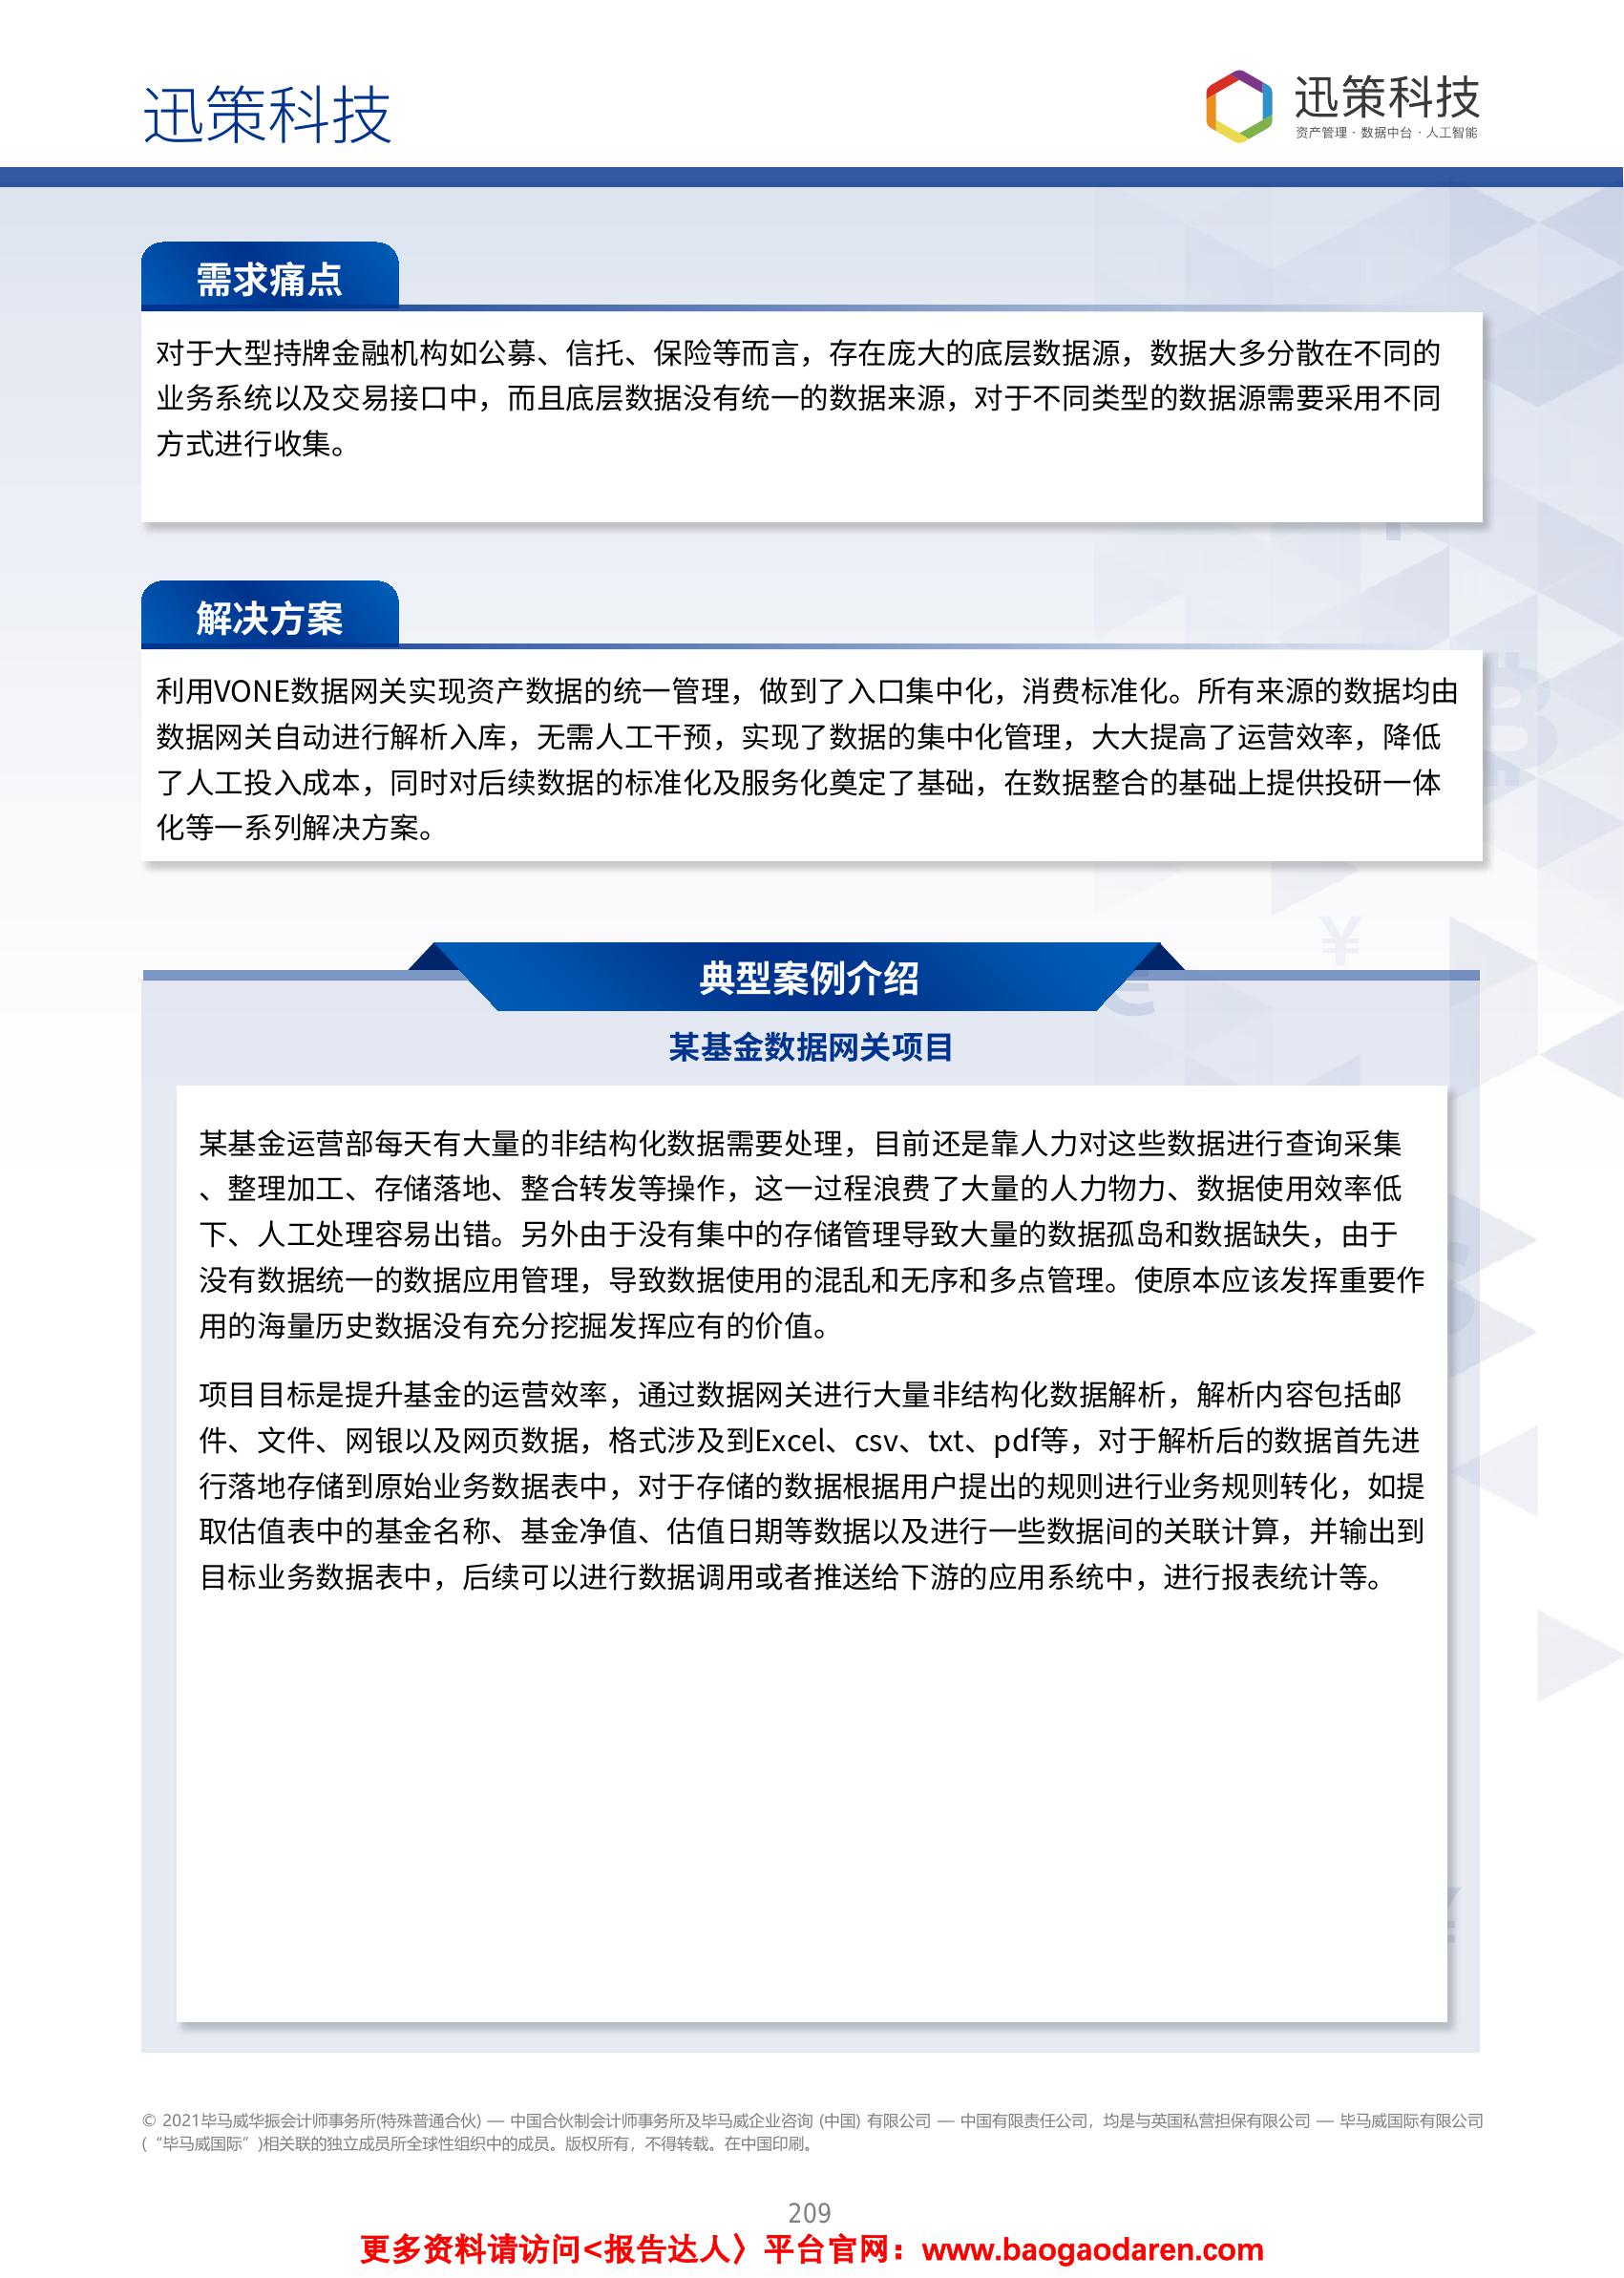 迅策科技
迅策科技
资产管理 · 数据中台 · 人工智能
需求痛点
对于大型持牌金融机构如公募、信托、保险等而言，存在庞大的底层数据源，数据大多分散在不同的
业务系统以及交易接口中，而且底层数据没有统一的数据来源，对于不同类型的数据源需要采用不同
方式进行收集。
解决方案
利用VONE数据网关实现资产数据的统一管理，做到了入口集中化，消费标准化。所有来源的数据均由
数据网关自动进行解析入库，无需人工干预，实现了数据的集中化管理，大大提高了运营效率，降低
了人工投入成本，同时对后续数据的标准化及服务化奠定了基础，在数据整合的基础上提供投研一体
化等一系列解决方案。
典型案例介绍
某基金数据网关项目
某基金运营部每天有大量的非结构化数据需要处理，目前还是靠人力对这些数据进行查询采集
、整理加工、存储落地、整合转发等操作，这一过程浪费了大量的人力物力、数据使用效率低
下、人工处理容易出错。另外由于没有集中的存储管理导致大量的数据孤岛和数据缺失，由于
没有数据统一的数据应用管理，导致数据使用的混乱和无序和多点管理。使原本应该发挥重要作
用的海量历史数据没有充分挖掘发挥应有的价值。
项目目标是提升基金的运营效率，通过数据网关进行大量非结构化数据解析，解析内容包括邮
件、文件、网银以及网页数据，格式涉及到Excel、csv、txt、pdf等，对于解析后的数据首先进
行落地存储到原始业务数据表中，对于存储的数据根据用户提出的规则进行业务规则转化，如提
取估值表中的基金名称、基金净值、估值日期等数据以及进行一些数据间的关联计算，并输出到
目标业务数据表中，后续可以进行数据调用或者推送给下游的应用系统中，进行报表统计等。
© 2021毕马威华振会计师事务所(特殊普通合伙) — 中国合伙制会计师事务所及毕马威企业咨询 (中国) 有限公司 — 中国有限责任公司，均是与英国私营担保有限公司 — 毕马威国际有限公司
(“毕马威国际”)相关联的独立成员所全球性组织中的成员。版权所有，不得转载。在中国印刷。
209
更多资料请访问<报告达人〉平台官网：www.baogaodaren.com